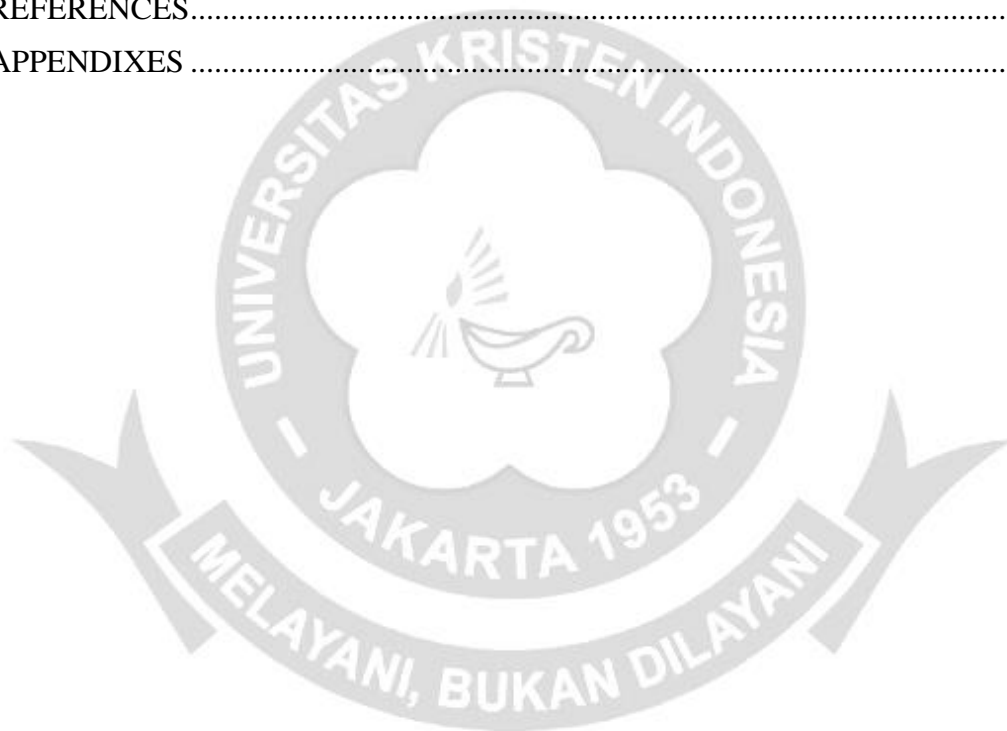 REFERENCES....................................................................................................
APPENDIXES ....................................................................................................
UNIVERSITAS KRISTEN INDONESIA
JAKARTA 1953
MELAYANI, BUKAN DILAYANI